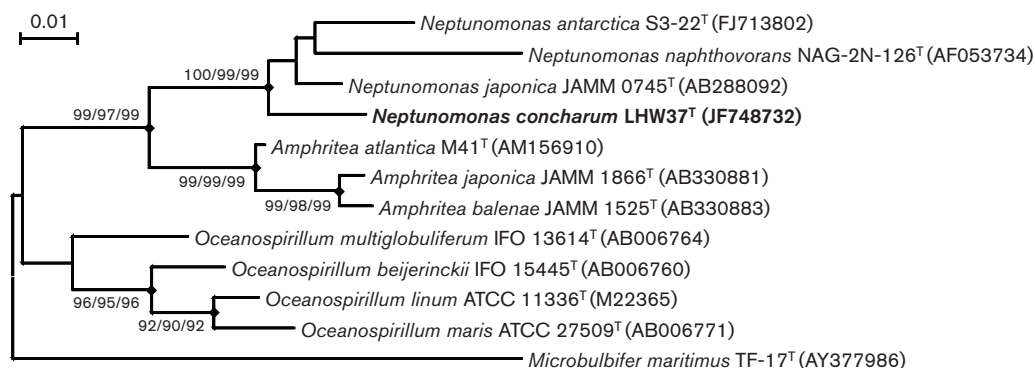 0.01
Neptunomonas antarctica S3-22ᵀ (FJ713802)
Neptunomonas naphthovorans NAG-2N-126ᵀ (AF053734)
100/99/99
Neptunomonas japonica JAMM 0745ᵀ (AB288092)
99/97/99
Neptunomonas concharum LHW37ᵀ (JF748732)
Amphritea atlantica M41ᵀ (AM156910)
99/99/99
Amphritea japonica JAMM 1866ᵀ (AB330881)
99/98/99
Amphritea balenae JAMM 1525ᵀ (AB330883)
Oceanospirillum multiglobuliferum IFO 13614ᵀ (AB006764)
Oceanospirillum beijerinckii IFO 15445ᵀ (AB006760)
96/95/96
Oceanospirillum linum ATCC 11336ᵀ (M22365)
92/90/92
Oceanospirillum maris ATCC 27509ᵀ (AB006771)
Microbulbifer maritimus TF-17ᵀ (AY377986)